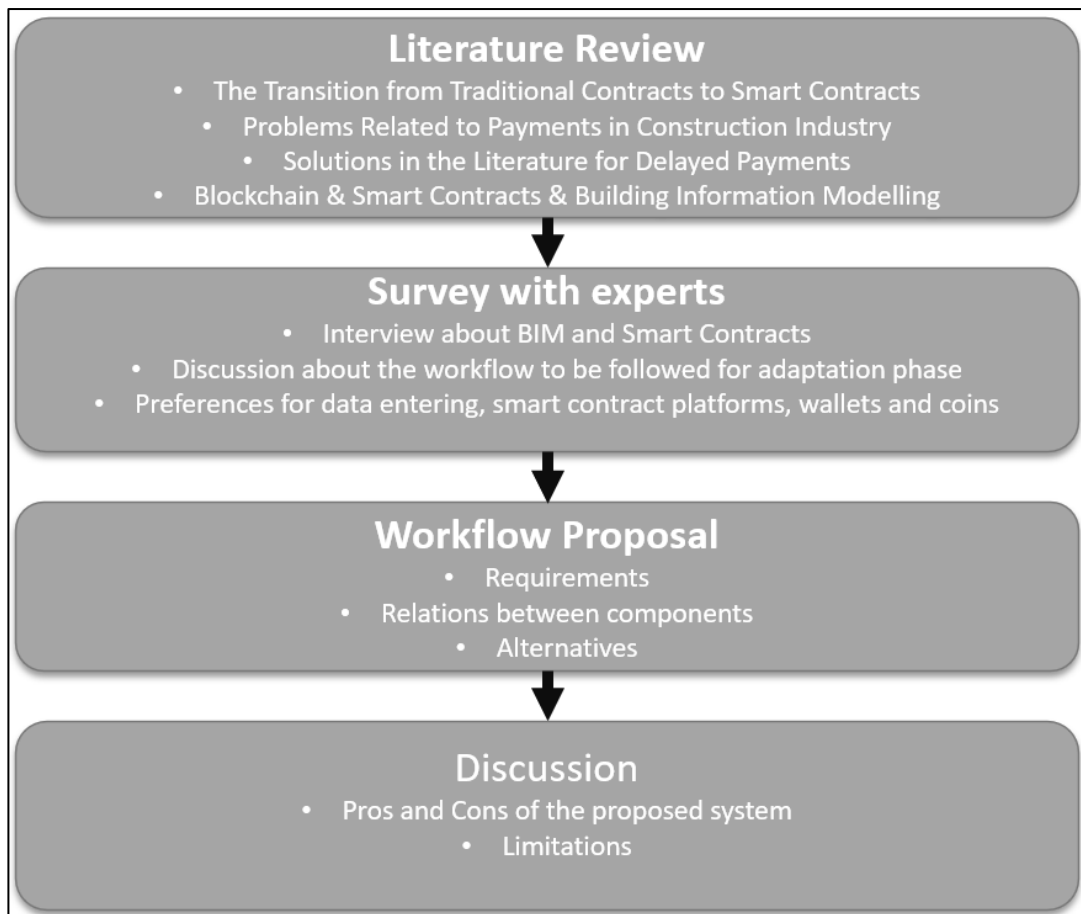 Literature Review
• The Transition from Traditional Contracts to Smart Contracts
• Problems Related to Payments in Construction Industry
• Solutions in the Literature for Delayed Payments
• Blockchain & Smart Contracts & Building Information Modelling
Survey with experts
• Interview about BIM and Smart Contracts
• Discussion about the workflow to be followed for adaptation phase
• Preferences for data entering, smart contract platforms, wallets and coins
Workflow Proposal
• Requirements
• Relations between components
• Alternatives
Discussion
• Pros and Cons of the proposed system
• Limitations